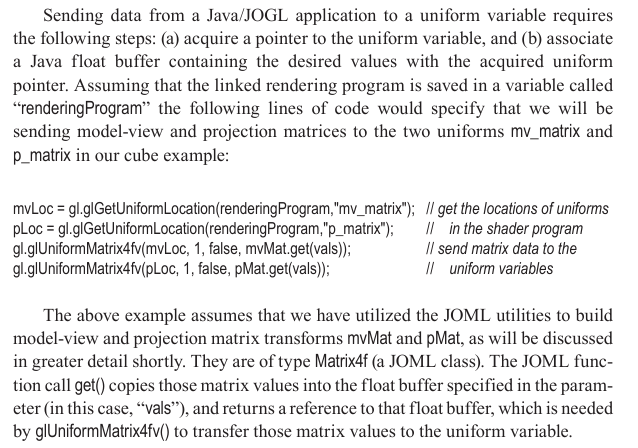 Sending data from a Java/JOGL application to a uniform variable requires
the following steps: (a) acquire a pointer to the uniform variable, and (b) associate
a Java float buffer containing the desired values with the acquired uniform
pointer. Assuming that the linked rendering program is saved in a variable called
“renderingProgram” the following lines of code would specify that we will be
sending model-view and projection matrices to the two uniforms mv_matrix and
p_matrix in our cube example:
mvLoc = gl.glGetUniformLocation(renderingProgram,"mv_matrix"); // get the locations of uniforms
pLoc = gl.glGetUniformLocation(renderingProgram,"p_matrix"); // in the shader program
gl.glUniformMatrix4fv(mvLoc, 1, false, mvMat.get(vals)); // send matrix data to the
gl.glUniformMatrix4fv(pLoc, 1, false, pMat.get(vals)); // uniform variables
The above example assumes that we have utilized the JOML utilities to build
model-view and projection matrix transforms mvMat and pMat, as will be discussed
in greater detail shortly. They are of type Matrix4f (a JOML class). The JOML func-
tion call get() copies those matrix values into the float buffer specified in the param-
eter (in this case, “vals”), and returns a reference to that float buffer, which is needed
by glUniformMatrix4fv() to transfer those matrix values to the uniform variable.